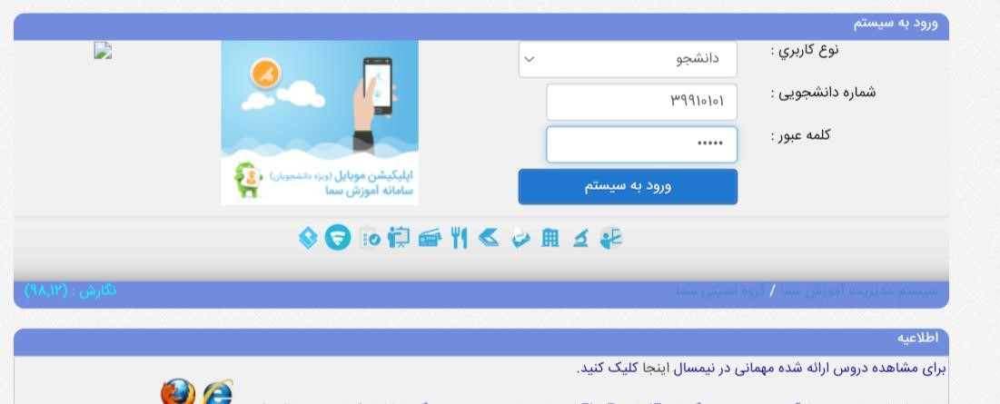 ورود به سیستم
نوع كاربري :
دانشجو
شماره دانشجویی :
۳۹۹۱۰۱۰۱
کلمه عبور :
•••••
ورود به سیستم
اپلیکیشن موبایل (ویژه دانشجویان)
سامانه آموزش سما
سیستم مدیریت آموزش سما / گروه امنیتی سما
نگارش : (۹۸,۱۲)
اطلاعیه
برای مشاهده دروس ارائه شده مهمانی در نیمسال اینجا کلیک کنید.